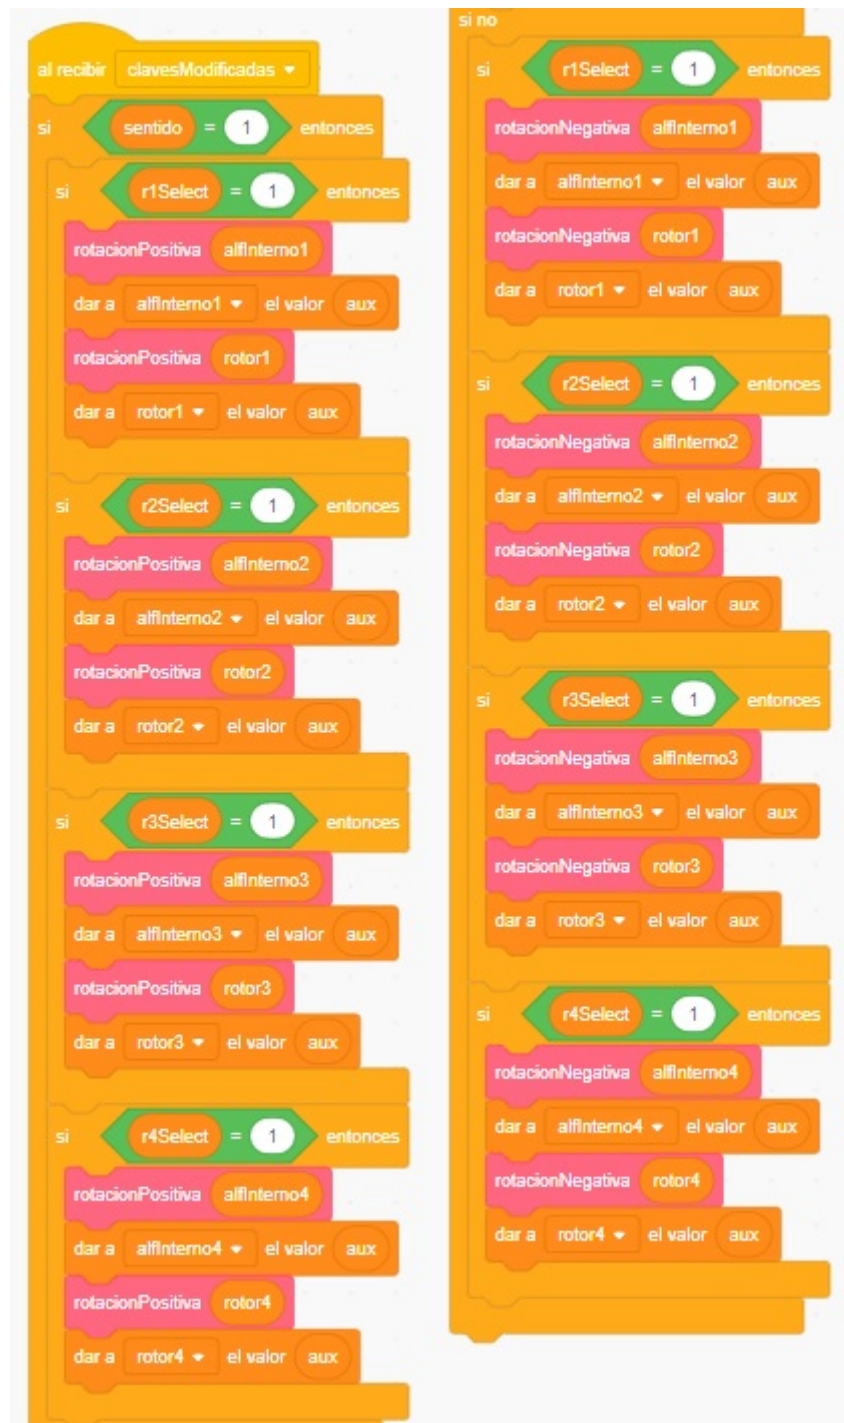 al recibir clavesModificadas
si sentido = 1 entonces
si r1Select = 1 entonces
rotacionPositiva alfInterno1
dar a alfInterno1 el valor aux
rotacionPositiva rotor1
dar a rotor1 el valor aux
si r2Select = 1 entonces
rotacionPositiva alfInterno2
dar a alfInterno2 el valor aux
rotacionPositiva rotor2
dar a rotor2 el valor aux
si r3Select = 1 entonces
rotacionPositiva alfInterno3
dar a alfInterno3 el valor aux
rotacionPositiva rotor3
dar a rotor3 el valor aux
si r4Select = 1 entonces
rotacionPositiva alfInterno4
dar a alfInterno4 el valor aux
rotacionPositiva rotor4
dar a rotor4 el valor aux
si no
si r1Select = 1 entonces
rotacionNegativa alfInterno1
dar a alfInterno1 el valor aux
rotacionNegativa rotor1
dar a rotor1 el valor aux
si r2Select = 1 entonces
rotacionNegativa alfInterno2
dar a alfInterno2 el valor aux
rotacionNegativa rotor2
dar a rotor2 el valor aux
si r3Select = 1 entonces
rotacionNegativa alfInterno3
dar a alfInterno3 el valor aux
rotacionNegativa rotor3
dar a rotor3 el valor aux
si r4Select = 1 entonces
rotacionNegativa alfInterno4
dar a alfInterno4 el valor aux
rotacionNegativa rotor4
dar a rotor4 el valor aux